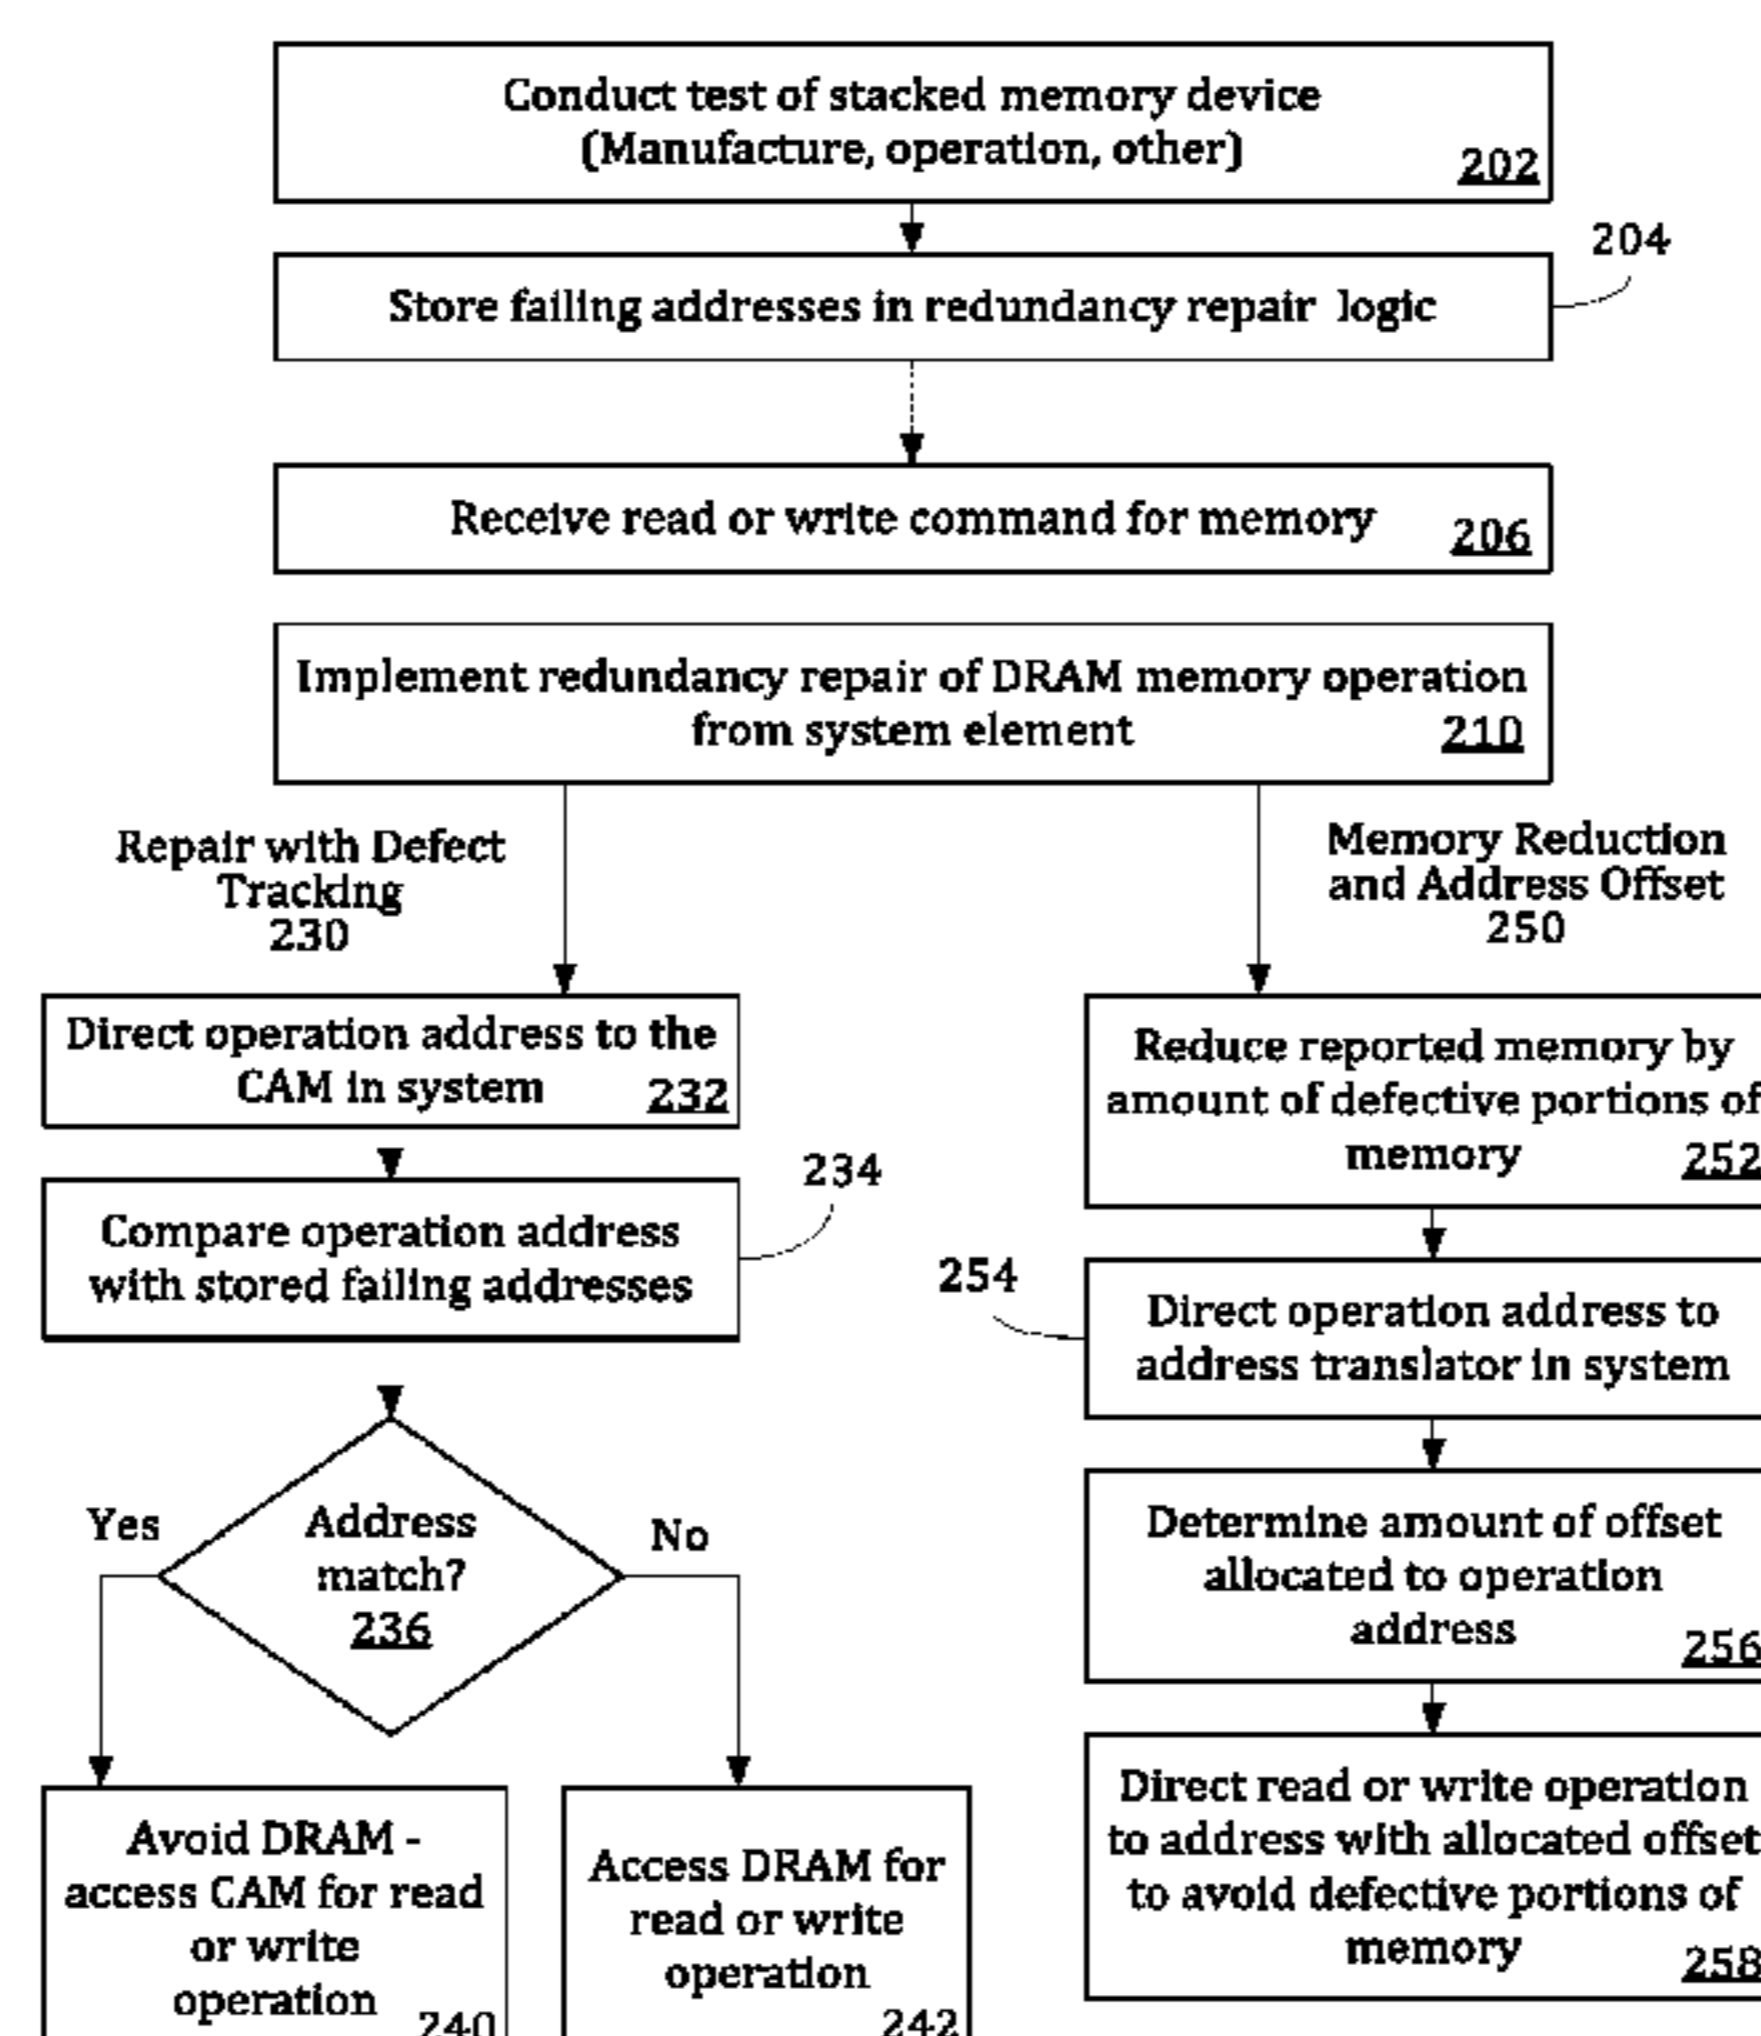 Conduct test of stacked memory device
(Manufacture, operation, other)
202
204
Store failing addresses in redundancy repair logic
Receive read or write command for memory
206
Implement redundancy repair of DRAM memory operation
from system element
210
Repair with Defect
Tracking
230
Memory Reduction
and Address Offset
250
Direct operation address to the
CAM in system
232
234
Compare operation address
with stored failing addresses
Address
match?
236
Yes
No
Avoid DRAM -
access CAM for read
or write
operation
240
Access DRAM for
read or write
operation
242
Reduce reported memory by
amount of defective portions of
memory
252
254
Direct operation address to
address translator in system
Determine amount of offset
allocated to operation
address
256
Direct read or write operation
to address with allocated offset
to avoid defective portions of
memory
258